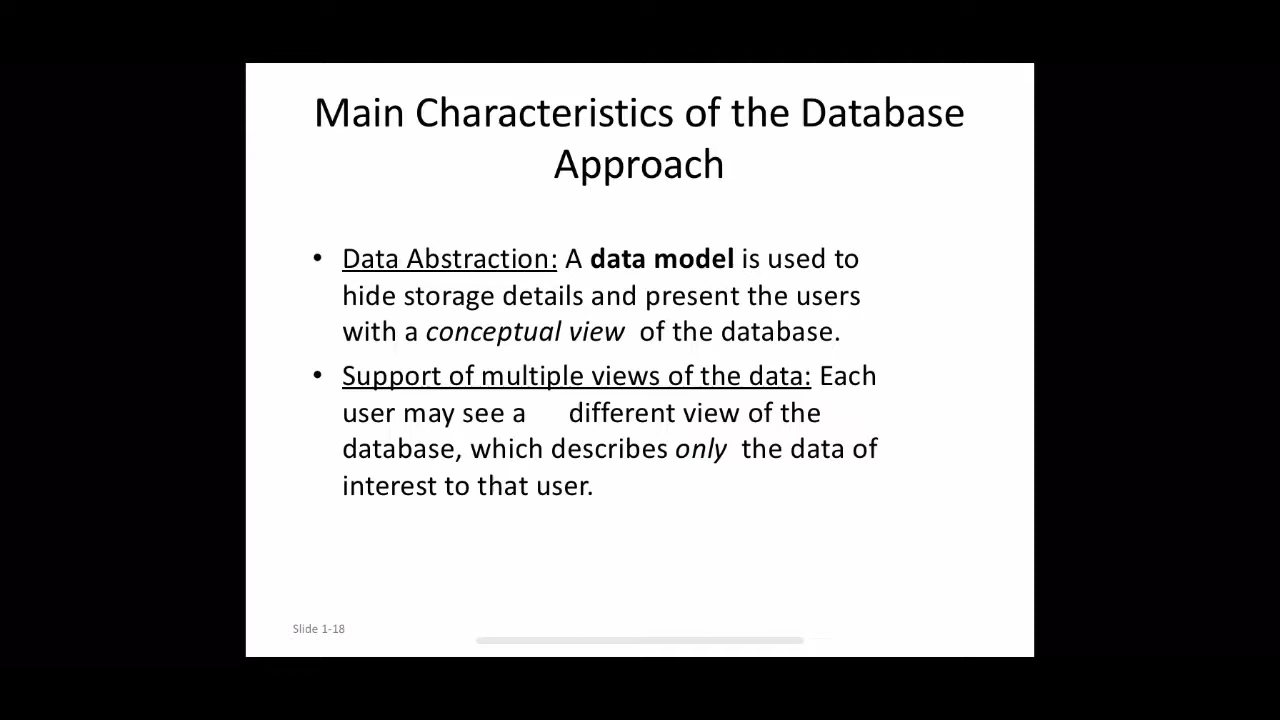 Main Characteristics of the Database
Approach
• Data Abstraction: A data model is used to
hide storage details and present the users
with a conceptual view of the database.
• Support of multiple views of the data: Each
user may see a different view of the
database, which describes only the data of
interest to that user.
Slide 1-18